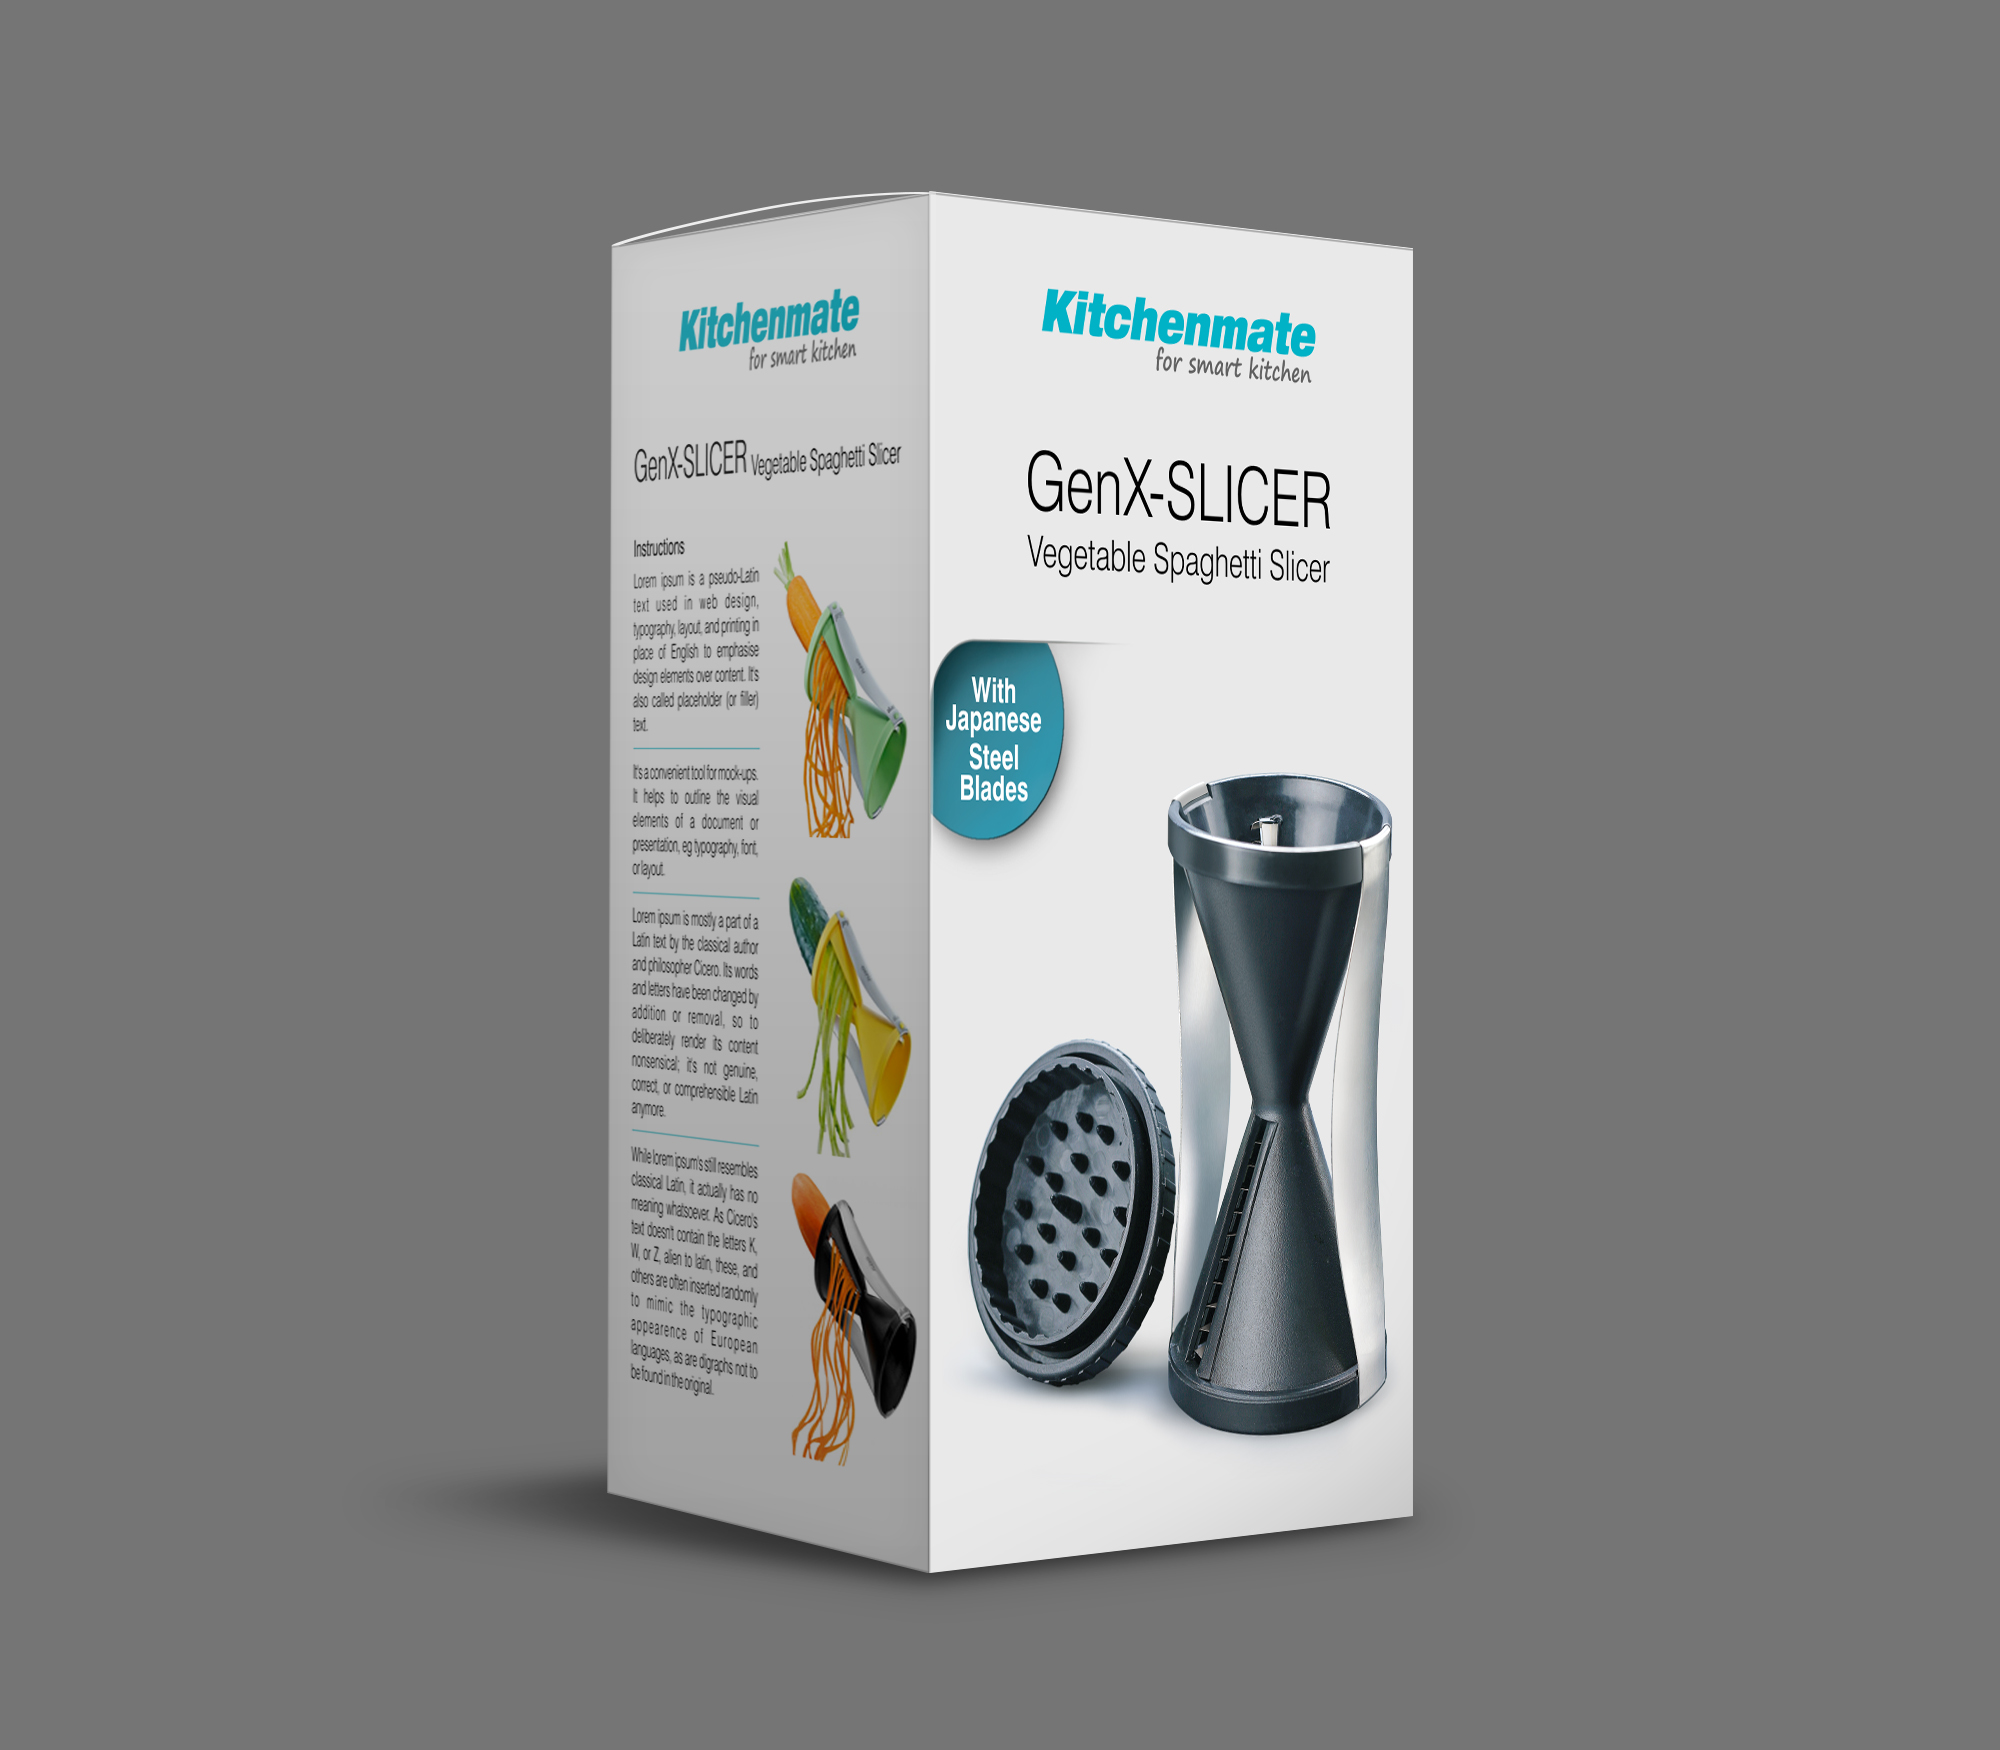 Kitchenmate
for smart kitchen
GenX-SLICER Vegetable Spaghetti Slicer
Instructions
Lorem ipsum is a pseudo-Latin
text used in web design,
typography, layout, and printing in
place of English to emphasise
design elements over content. It's
also called placeholder (or filler)
text.
It's a convenient tool for mock-ups.
It helps to outline the visual
elements of a document or
presentation, eg typography, font,
or layout.
Lorem ipsum is mostly a part of a
Latin text by the classical author
and philosopher Cicero. Its words
and letters have been changed by
addition or removal, so to
deliberately render its content
nonsensical; it's not genuine,
correct, or comprehensible Latin
anymore.
While lorem ipsum's still resembles
classical Latin, it actually has no
meaning whatsoever. As Cicero's
text doesn't contain the letters K,
W, or Z, alien to latin, these, and
others are often inserted randomly
to mimic the typographic
appearence of European
languages, as are digraphs not to
be found in the original.
Kitchenmate
for smart kitchen
GenX-SLICER
Vegetable Spaghetti Slicer
With
Japanese
Steel
Blades